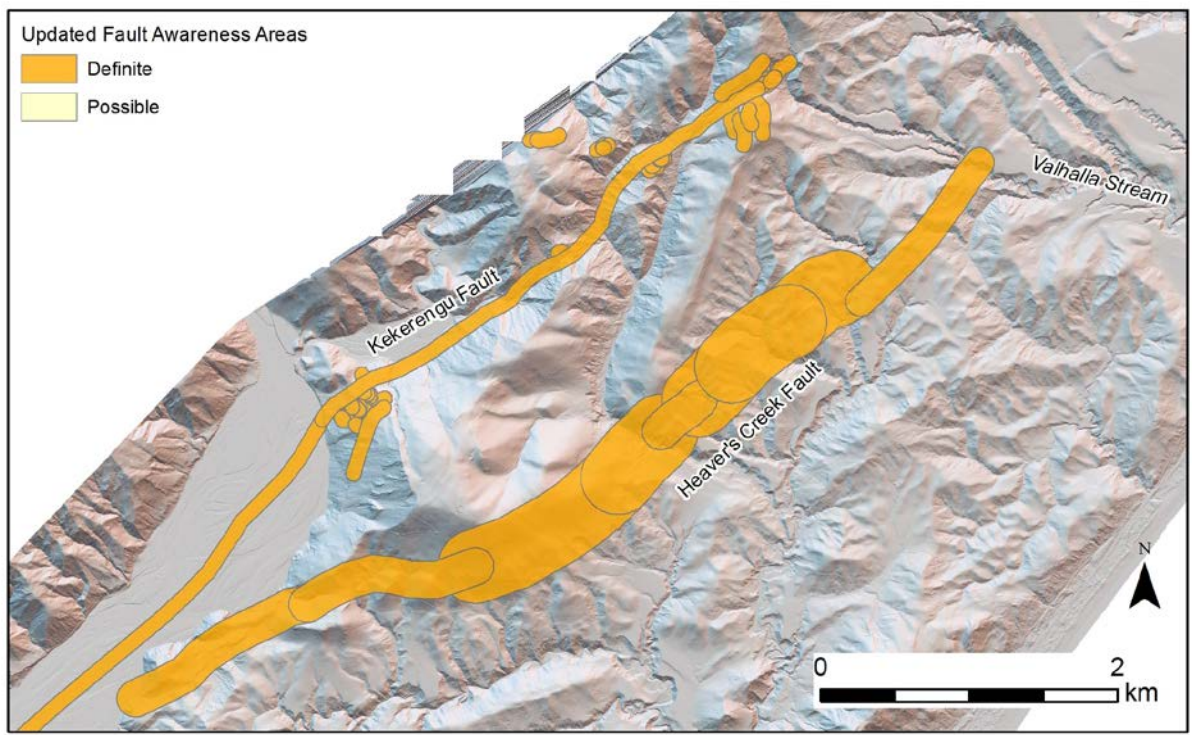 Updated Fault Awareness Areas
Definite
Possible
Valhalla Stream
Kekerengu Fault
Heaver's Creek Fault
N
0 2
km